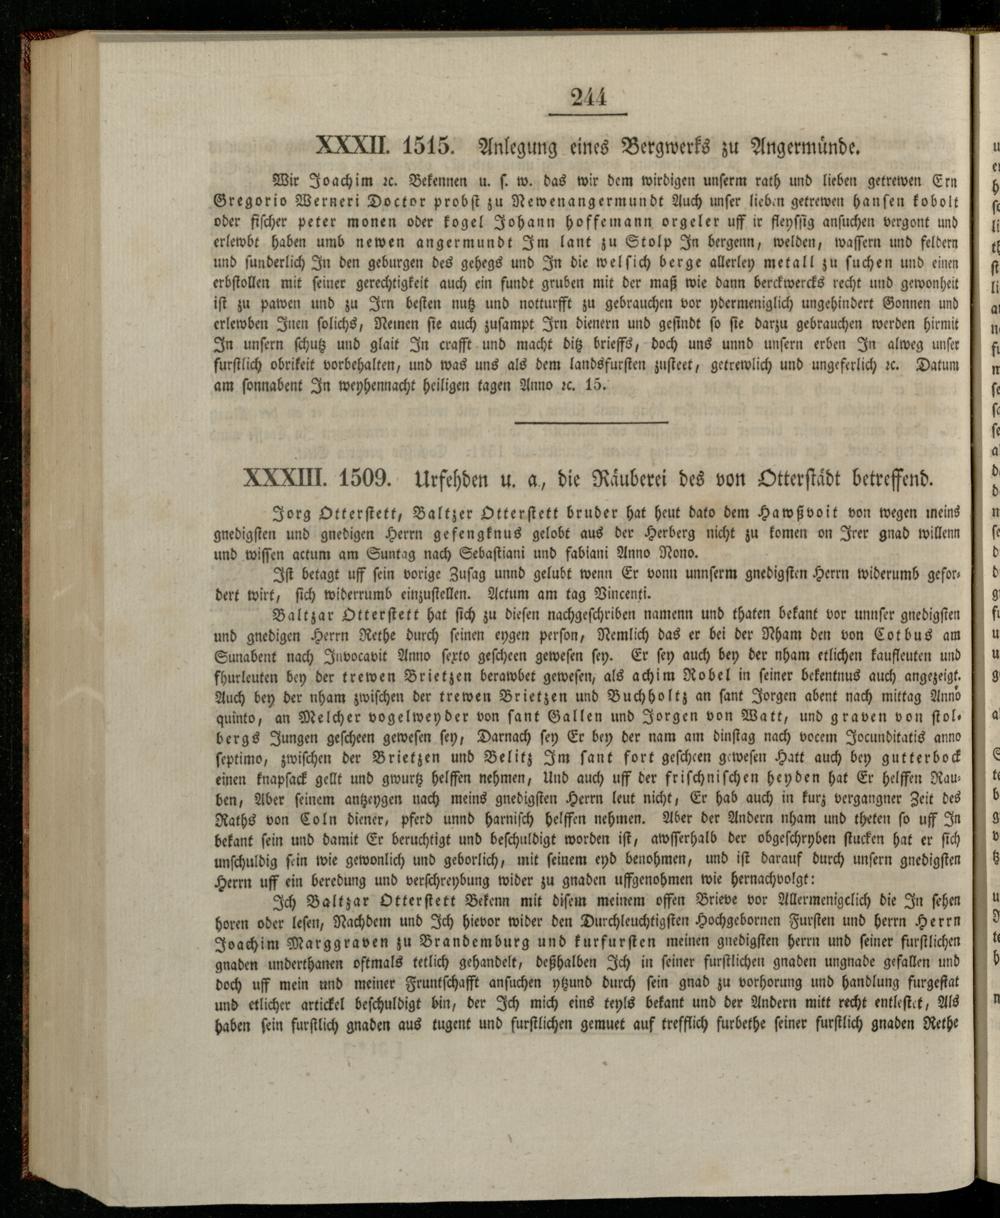 244
XXXII. 1515. Anlegung eines Bergwerks zu Angermünde.
Wir Joachim ꝛc. Bekennen u. s. w. das wir dem wirdigen unserm rath und lieben getrewen Ern
Gregorio Werneri Doctor probst zu Newenangermundt Auch unser lieben getrewen hansen kobolt
oder fischer peter monen oder kogel Johann hoffemann orgeler uff ir fleyssig ansuchen vergont und
erlewbt haben umb newen angermundt Im lant zu Stolp In bergenn, welden, wassern und feldern
und sunderlich In den geburgen des gehegs und In die welsich berge allerley metall zu suchen und einen
erbstollen mit seiner gerechtigkeit auch ein fundt gruben mit der maß wie dann berckwercks recht und gewonheit
ist zu pawen und zu Irn besten nutz und notturfft zu gebrauchen vor ydermeniglich ungehindert Gonnen und
erlewben Inen solichs, Nemen sie auch zusampt Irn dienern und gesindt so sie darzu gebrauchen werden hirmit
In unsern schutz und glait In crafft und macht ditz brieffs, doch uns unnd unsern erben In alweg unser
furstlich obrikeit vorbehalten, und was uns als dem landsfursten zusteet, getrewlich und ungeferlich ꝛc. Datum
am sonnabent In weyhennacht heiligen tagen Anno ꝛc. 15.
XXXIII. 1509. Urfehden u. a., die Räuberei des von Otterstädt betreffend.
Jorg Otterstett, Baltzer Otterstett bruder hat heut dato dem Hawßvoit von wegen meins
gnedigsten und gnedigen Herrn gefengknus gelobt aus der Herberg nicht zu komen on Irer gnad willenn
und wissen actum am Suntag nach Sebastiani und fabiani Anno Nono.
Ist betagt uff sein vorige Zusag unnd gelubt wenn Er vonn unnserm gnedigsten Herrn widerumb gefor-
dert wirt, sich widerrumb einzustellen. Actum am tag Vincenti.
Baltzar Otterstett hat sich zu diesen nachgeschriben namenn und thaten bekant vor unnser gnedigsten
und gnedigen Herrn Rethe durch seinen eygen person, Nemlich das er bei der Nham den von Cotbus am
Sunabent nach Invocavit Anno sexto gescheen gewesen sey. Er sey auch bey der nham etlichen kaufleuten und
fhurleuten bey der trewen Brietzen berawbet gewesen, als achim Robel in seiner bekentnus auch angezeigt.
Auch bey der nham zwischen der trewen Brietzen und Buchholtz an sant Jorgen abent nach mittag Anno
quinto, an Melcher vogelweyder von sant Gallen und Jorgen von Watt, und graven von stol-
bergs Jungen gescheen gewesen sey, Darnach sey Er bey der nam am dinstag nach vocem Jocunditatis anno
septimo, zwischen der Brietzen und Belitz Im sant fort gescheen gewesen Hatt auch bey gutterbock
einen knapsack gellt und gwurtz helffen nehmen, Und auch uff der frischnischen heyden hat Er helffen Rau-
ben, Aber seinem antzeygen nach meins gnedigsten Herrn leut nicht, Er hab auch in kurz vergangner Zeit des
Raths von Coln diener, pferd unnd harnisch helffen nehmen. Aber der Andern nham und theten so uff In
bekant sein und damit Er beruchtigt und beschuldigt worden ist, awsserhalb der obgeschryben stucken hat er sich
unschuldig sein wie gewonlich und geborlich, mit seinem eyd benohmen, und ist darauf durch unsern gnedigsten
Herrn uff ein beredung und verschreybung wider zu gnaden uffgenohmen wie hernachvolgt:
Ich Baltzar Otterstett Bekenn mit disem meinem offen Brieve vor Allermenigclich die In sehen
horen oder lesen, Nachdem und Ich hievor wider den Durchleuchtigsten Hochgebornen Fursten und herrn Herrn
Joachim Marggraven zu Brandemburg und kurfursten meinen gnedigsten herrn und seiner furstlichen
gnaden underthanen oftmals tetlich gehandelt, deßhalben Ich in seiner furstlichen gnaden ungnade gefallen und
doch uff mein und meiner Fruntschafft ansuchen ytzund durch sein gnad zu vorhorung und handlung furgestat
und etlicher artickel beschuldigt bin, der Ich mich eins teyls bekant und der Andern mitt recht entlestet, Als
haben sein furstlich gnaden aus tugent und furstlichen gemuet auf trefflich furbethe seiner furstlich gnaden Rethe